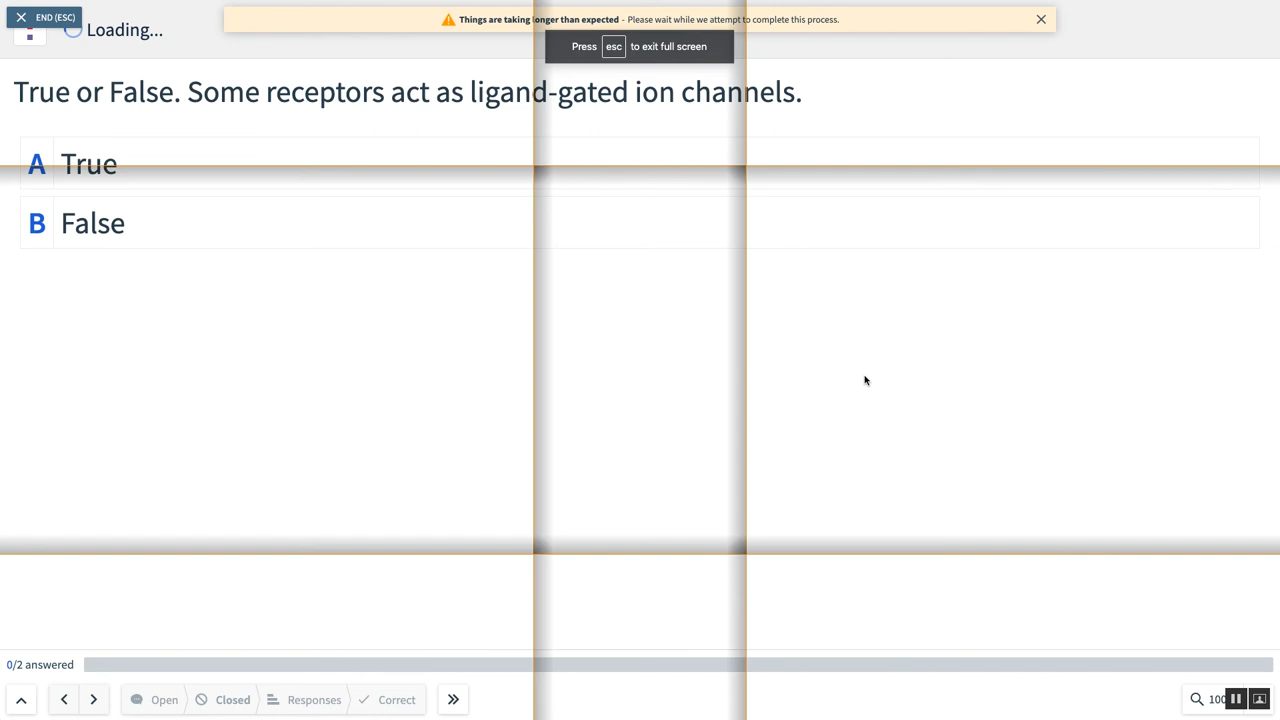 END (ESC)
Loading...
Things are taking longer than expected - Please wait while we attempt to complete this process.
Press esc to exit full screen
True or False. Some receptors act as ligand-gated ion channels.
A True
B False
0/2 answered
Open Closed Responses Correct
100